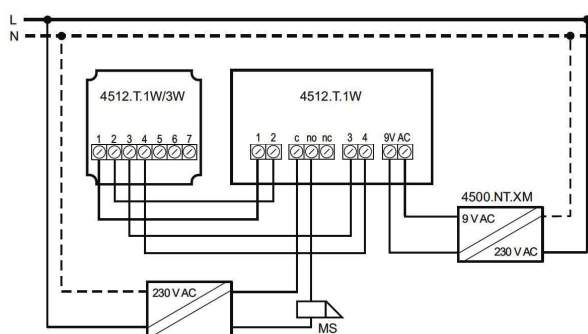 L
N
4512.T.1W/3W
1 2 3 4 5 6 7
4512.T.1W
1 2 c no nc 3 4 9V AC
4500.NT.XM
9 V AC
230 V AC
230 V AC
MS